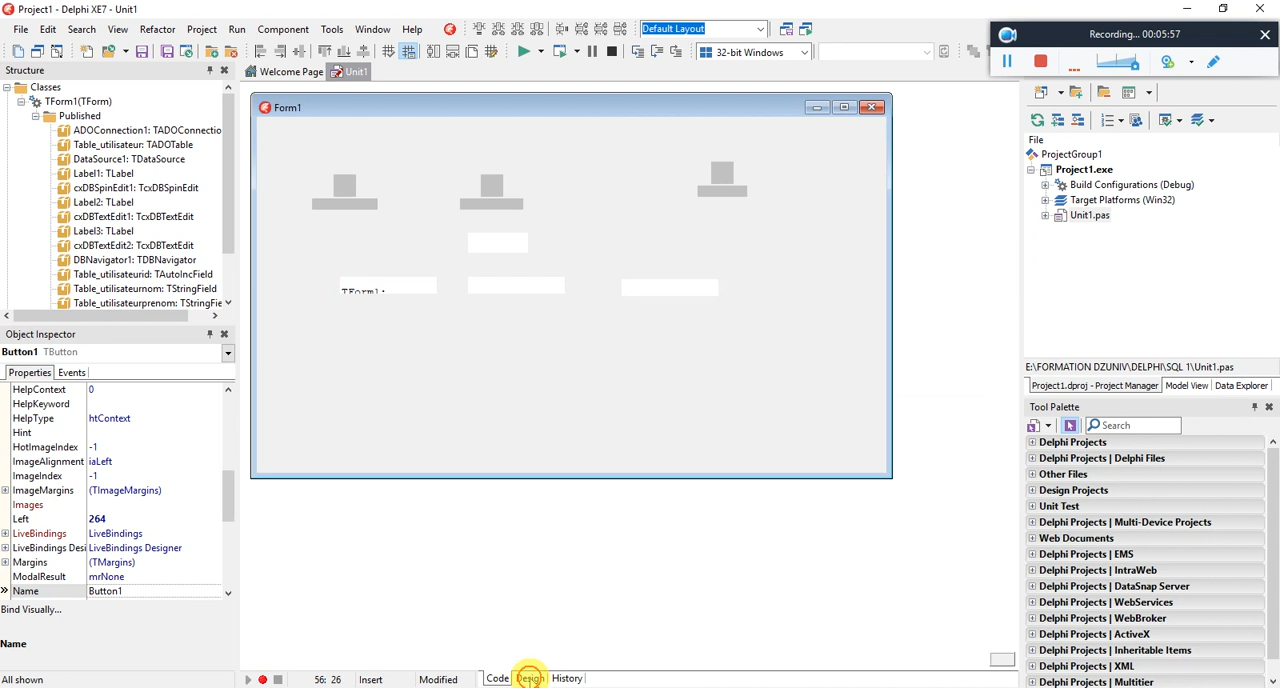 Project1 - Delphi XE7 - Unit1
File Edit Search View Refactor Project Run Component Tools Window Help
Default Layout
32-bit Windows
Recording... 00:05:57
Structure
Welcome Page
Unit1
Classes
TForm1(TForm)
Published
ADOConnection1: TADOConnectio
Table_utilisateur: TADOTable
DataSource1: TDataSource
Label1: TLabel
cxDBSpinEdit1: TcxDBSpinEdit
Label2: TLabel
cxDBTextEdit1: TcxDBTextEdit
Label3: TLabel
cxDBTextEdit2: TcxDBTextEdit
DBNavigator1: TDBNavigator
Table_utilisateurid: TAutoIncField
Table_utilisateurnom: TStringField
Table_utilisateurprenom: TStringFie
Form1
TForm1;
File
ProjectGroup1
Project1.exe
Build Configurations (Debug)
Target Platforms (Win32)
Unit1.pas
Object Inspector
Button1 TButton
Properties Events
HelpContext 0
HelpKeyword
HelpType htContext
Hint
HotImageIndex -1
ImageAlignment iaLeft
ImageIndex -1
ImageMargins (TImageMargins)
Images
Left 264
LiveBindings LiveBindings
LiveBindings Desi LiveBindings Designer
Margins (TMargins)
ModalResult mrNone
Name Button1
Bind Visually...
Name
All shown
56: 26 Insert Modified Code Design History
E:\FORMATION DZUNIV\DELPHI\SQL 1\Unit1.pas
Project1.dproj - Project Manager Model View Data Explorer
Tool Palette
Search
Delphi Projects
Delphi Projects | Delphi Files
Other Files
Design Projects
Unit Test
Delphi Projects | Multi-Device Projects
Web Documents
Delphi Projects | EMS
Delphi Projects | IntraWeb
Delphi Projects | DataSnap Server
Delphi Projects | WebServices
Delphi Projects | WebBroker
Delphi Projects | ActiveX
Delphi Projects | Inheritable Items
Delphi Projects | XML
Delphi Projects | Multitier